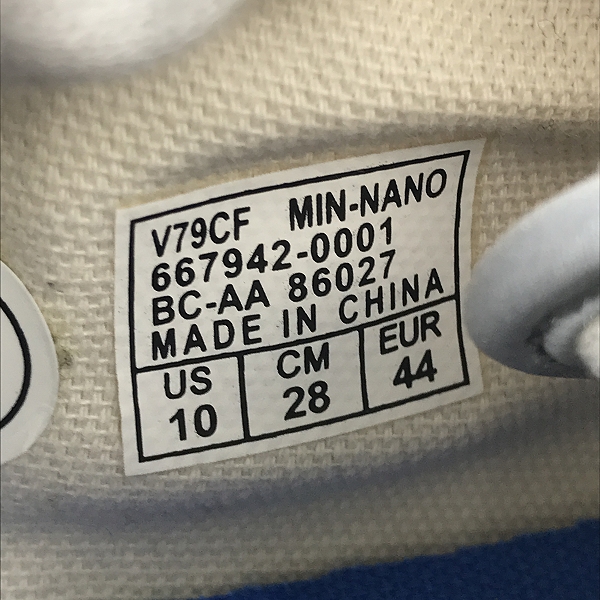 V79CF MIN-NANO
667942-0001
BC-AA 86027
MADE IN CHINA
US CM EUR
10 28 44